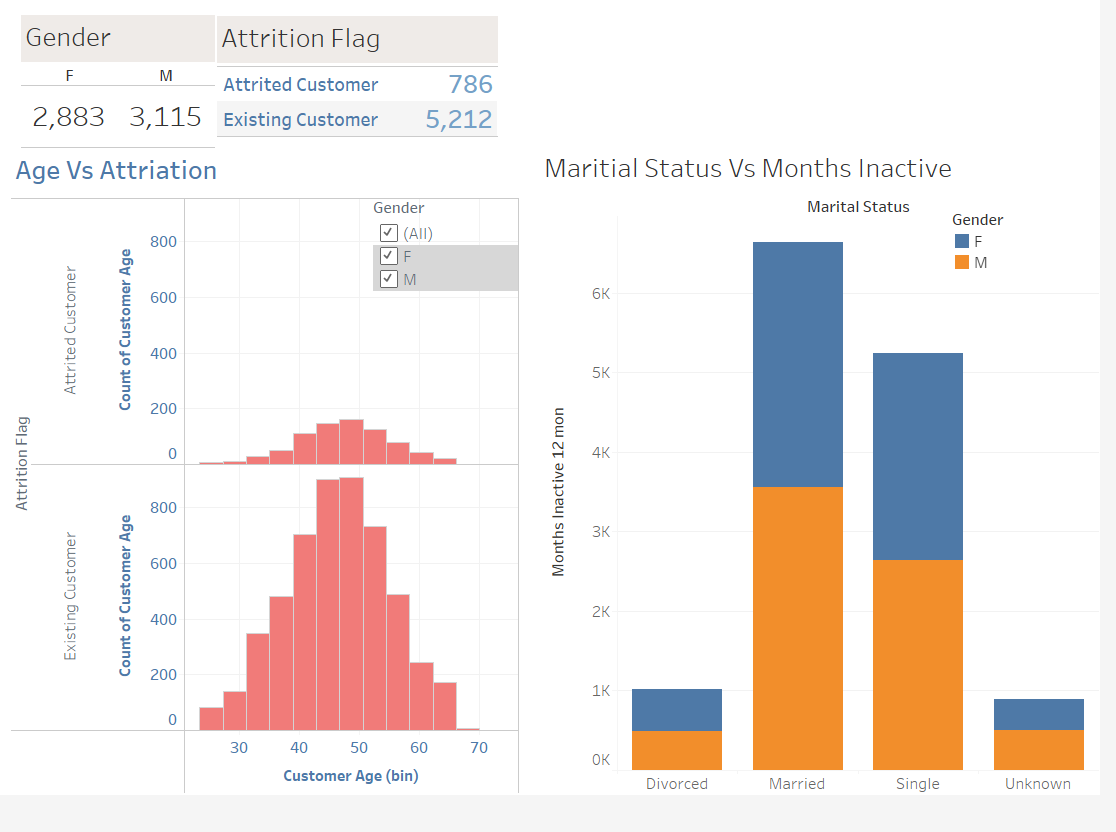 Gender
F M
2,883 3,115
Attrition Flag
Attrited Customer 786
Existing Customer 5,212
Age Vs Attriation
Gender
(All)
F
M
Attrition Flag
Attrited Customer
Count of Customer Age
800
600
400
200
0
Existing Customer
Count of Customer Age
800
600
400
200
0
30 40 50 60 70
Customer Age (bin)
Maritial Status Vs Months Inactive
Marital Status
Gender
F
M
Months Inactive 12 mon
6K
5K
4K
3K
2K
1K
0K
Divorced Married Single Unknown